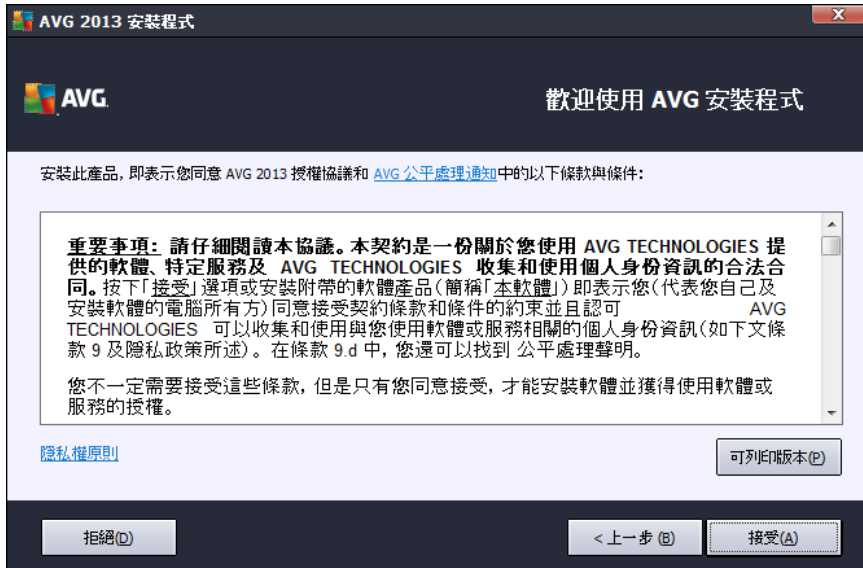 AVG 2013 安裝程式
X
AVG.
歡迎使用 AVG 安裝程式
安裝此產品, 即表示您同意 AVG 2013 授權協議和 AVG 公平處理通知中的以下條款與條件:
重要事項: 請仔細閱讀本協議。本契約是一份關於您使用 AVG TECHNOLOGIES 提
供的軟體、特定服務及 AVG TECHNOLOGIES 收集和使用個人身份資訊的合法合
同。按下「接受」選項或安裝附帶的軟體產品(簡稱「本軟體」)即表示您(代表您自己及
安裝軟體的電腦所有方)同意接受契約條款和條件的約束並且認可 AVG
TECHNOLOGIES 可以收集和使用與您使用軟體或服務相關的個人身份資訊(如下文條
款 9 及隱私政策所述)。在條款 9.d 中, 您還可以找到 公平處理聲明。
您不一定需要接受這些條款, 但是只有您同意接受, 才能安裝軟體並獲得使用軟體或
服務的授權。
隱私權原則
可列印版本(P)
拒絕(D)
<上一步(B)
接受(A)